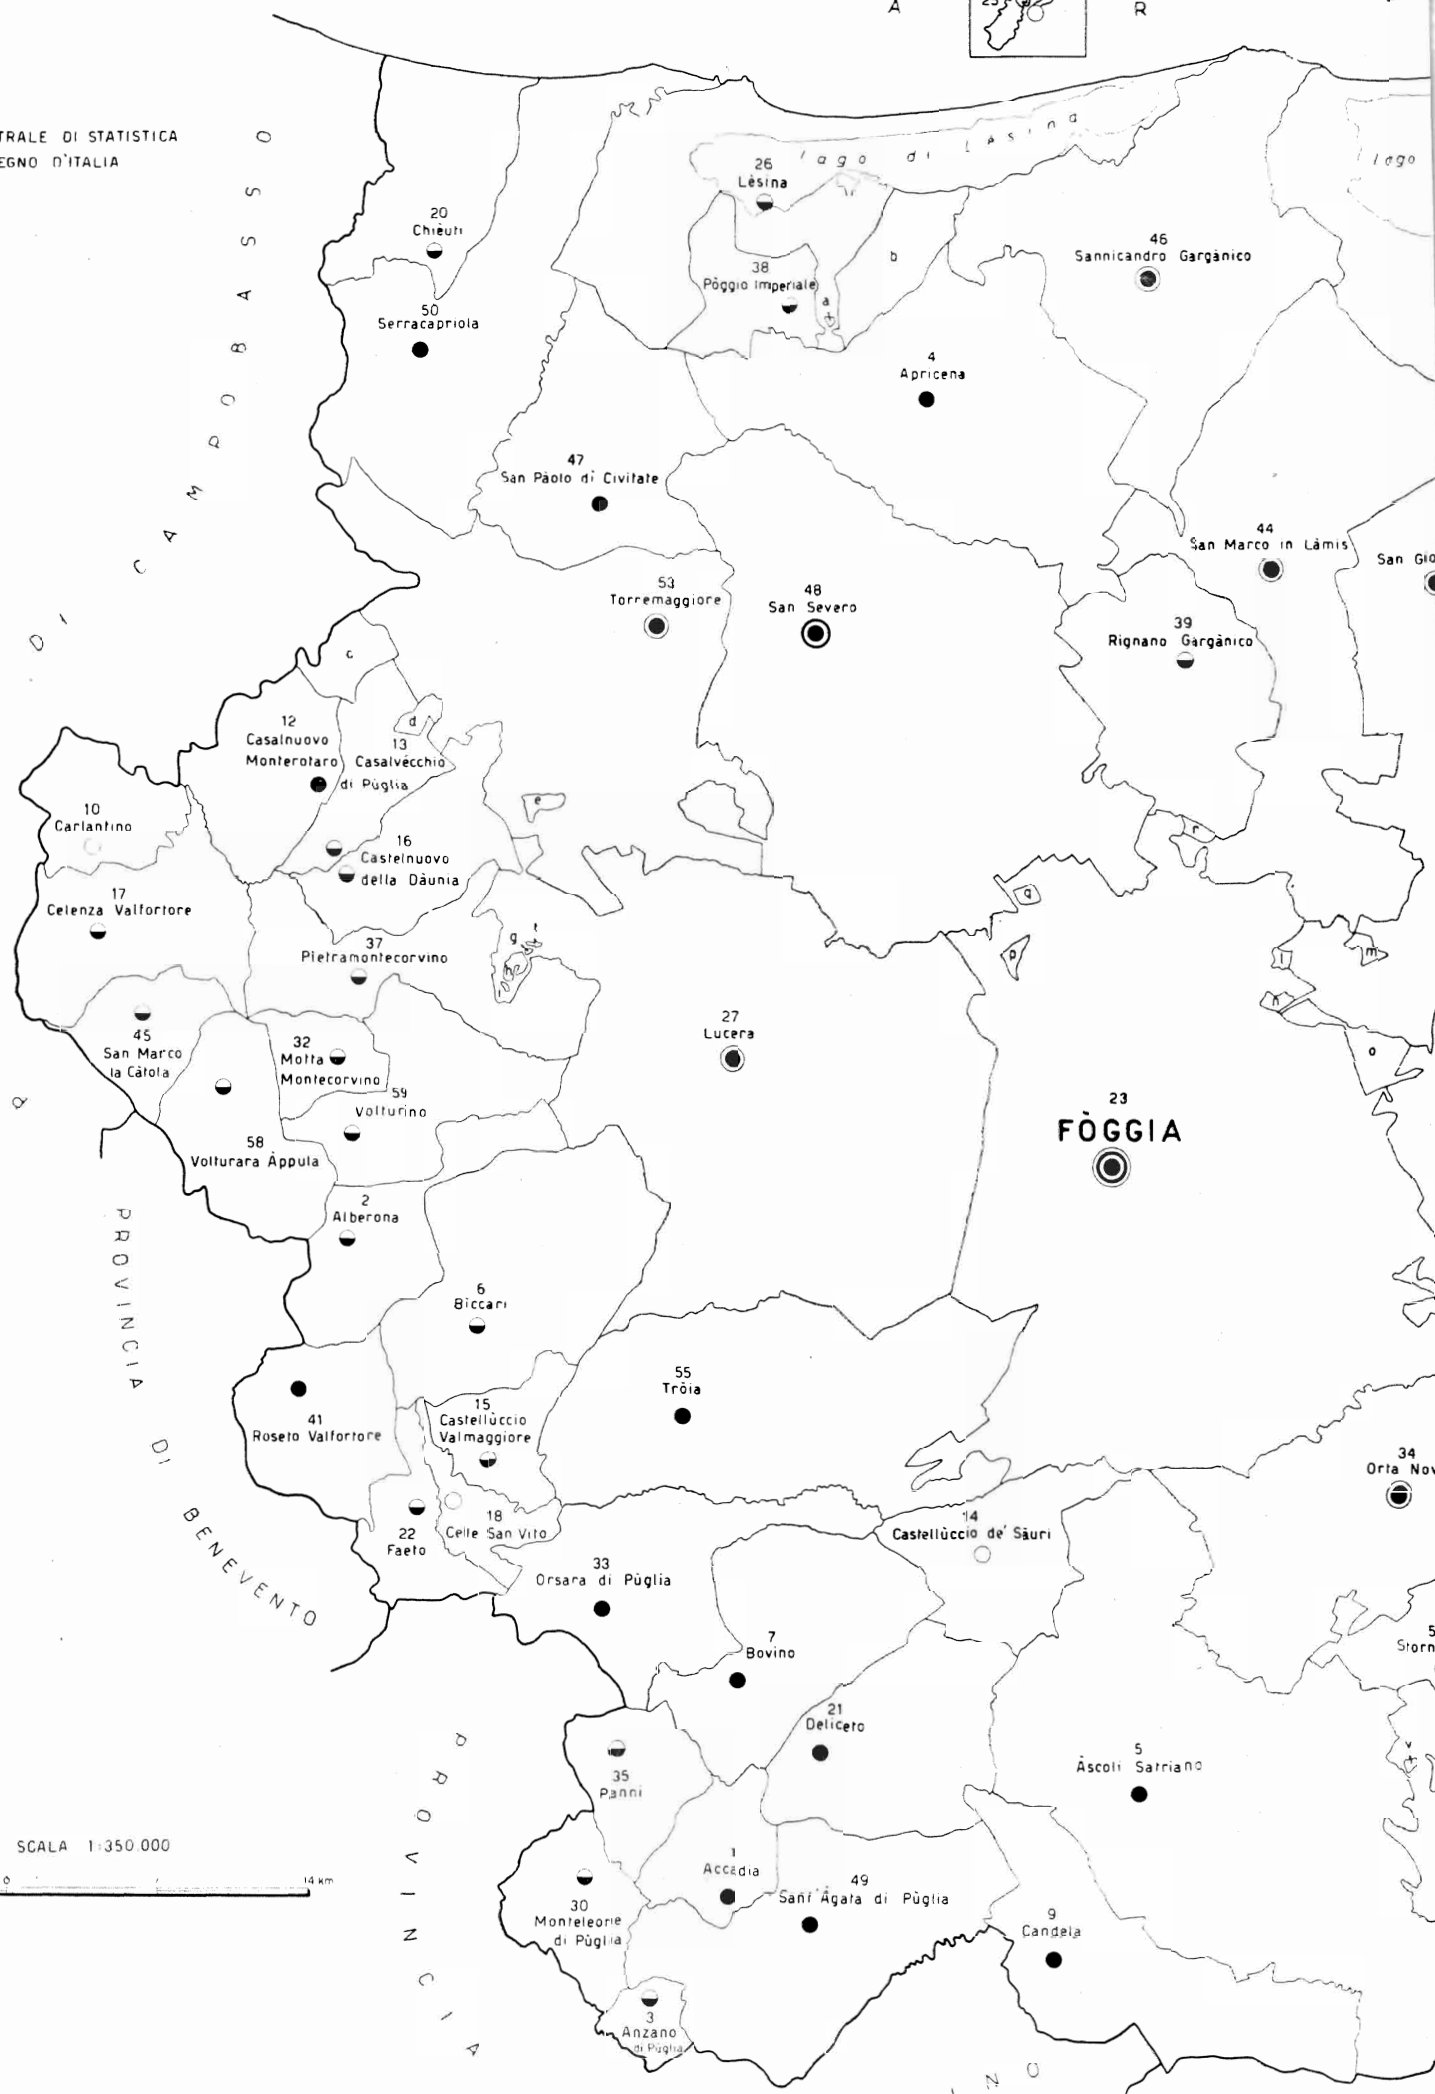 A
R
TRALE DI STATISTICA
EGNO D'ITALIA
DI CAMPOBASSO
lago di Lèsina
lago
26
Lèsina
20
Chièuti
46
Sannicandro Gargànico
38
Pòggio Imperiale
b
a
50
Serracapriola
4
Apricena
47
San Pàolo di Civitate
44
San Marco in Làmis
San Gio
53
Torremaggiore
48
San Severo
39
Rignano Gargànico
c
d
12
Casalnuovo
Monterotaro
13
Casalvécchio
di Pùglia
e
10
Carlantino
r
16
Castelnuovo
della Dàunia
17
Celenza Valfortore
q
37
Pietramontecorvino
g
h
p
l
m
n
45
San Marco
la Càtola
32
Motta
Montecorvino
27
Lucera
o
59
Volturino
23
FÒGGIA
58
Volturara Àppula
2
Alberona
PROVINCIA DI BENEVENTO
6
Biccari
55
Tròia
41
Roseto Valfortore
15
Castellùccio
Valmaggiore
34
Orta Nov
18
Celle San Vito
22
Faeto
14
Castellùccio de' Sàuri
33
Orsara di Pùglia
7
Bovino
5
Storn
21
Deliceto
35
Panni
5
Àscoli Satriano
PROVINCIA
SCALA 1:350.000
0
14 km
1
Accàdia
49
Sant'Àgata di Pùglia
30
Monteleone
di Pùglia
9
Candela
3
Anzano
di Pùglia
NO